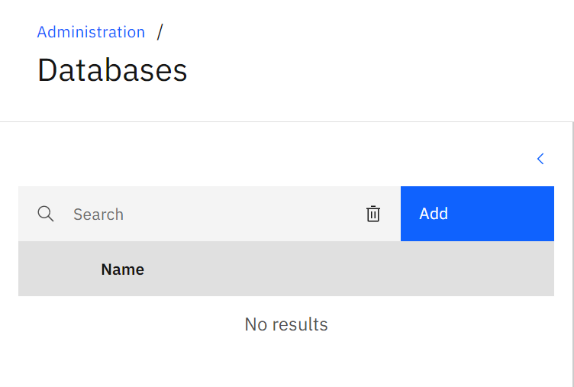 Administration /
Databases
Search
Add
Name
No results